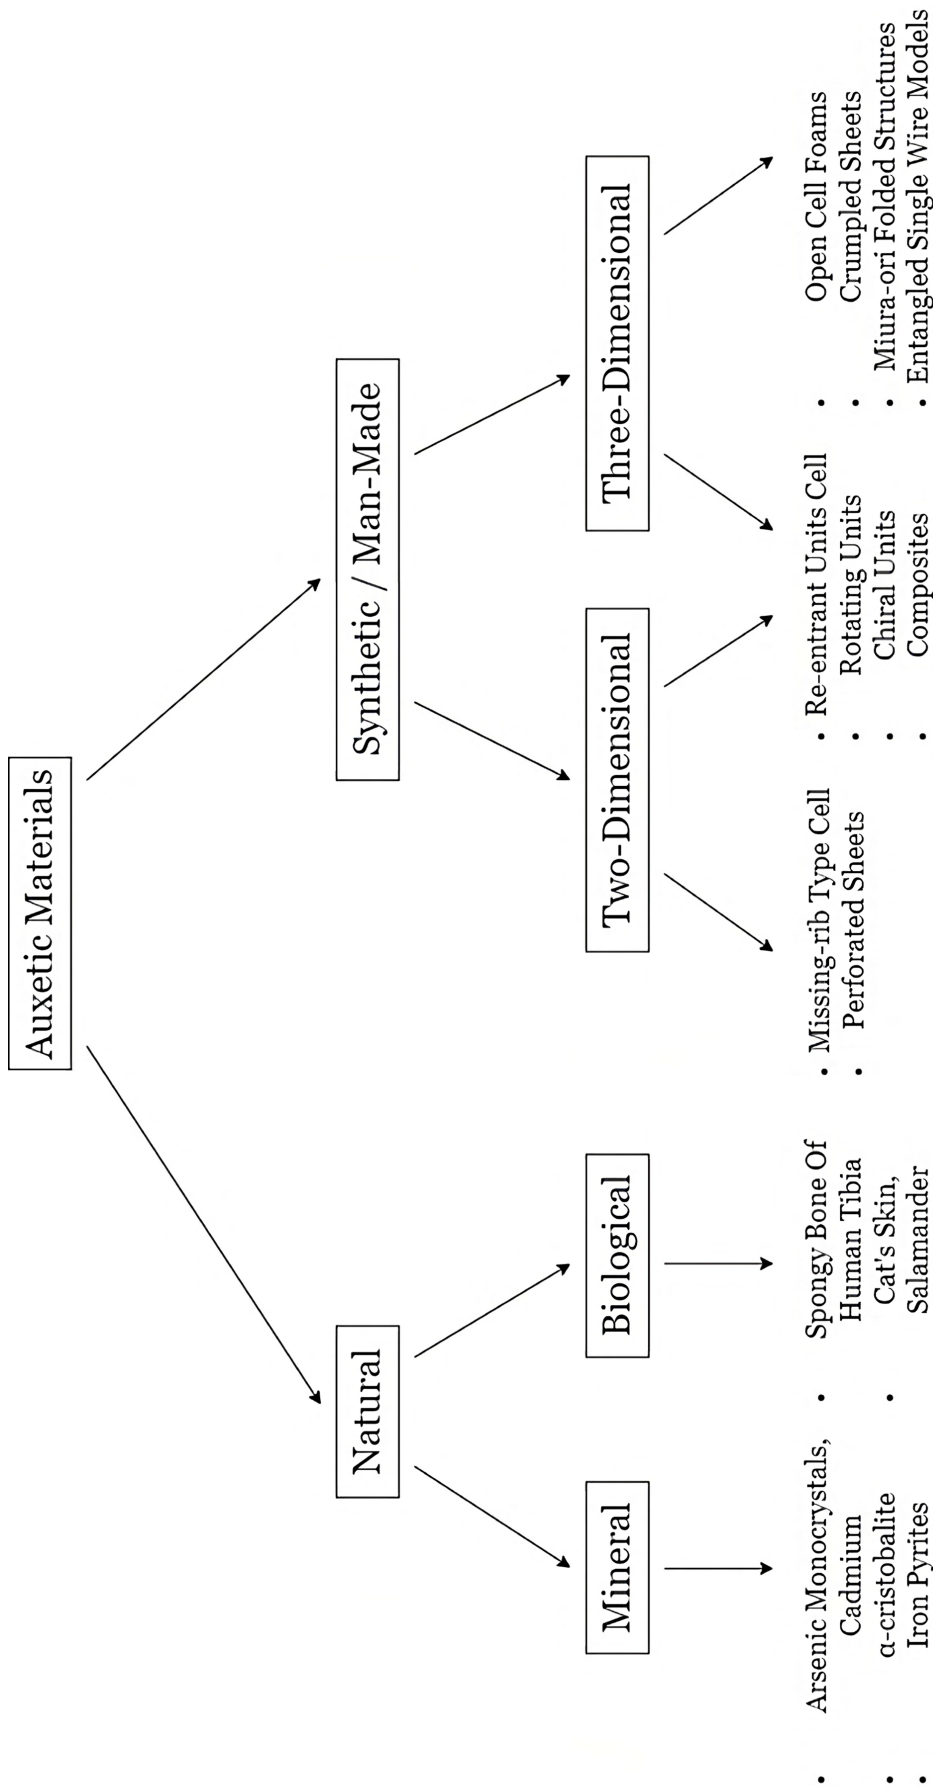 Auxetic Materials
Natural
Synthetic / Man-Made
Mineral
Biological
Two-Dimensional
Three-Dimensional
• Arsenic Monocrystals,
Cadmium
• α-cristobalite
• Iron Pyrites
• Spongy Bone Of
Human Tibia
• Cat's Skin,
Salamander
• Missing-rib Type Cell
• Perforated Sheets
• Re-entrant Units Cell
• Rotating Units
• Chiral Units
• Composites
• Open Cell Foams
• Crumpled Sheets
• Miura-ori Folded Structures
• Entangled Single Wire Models